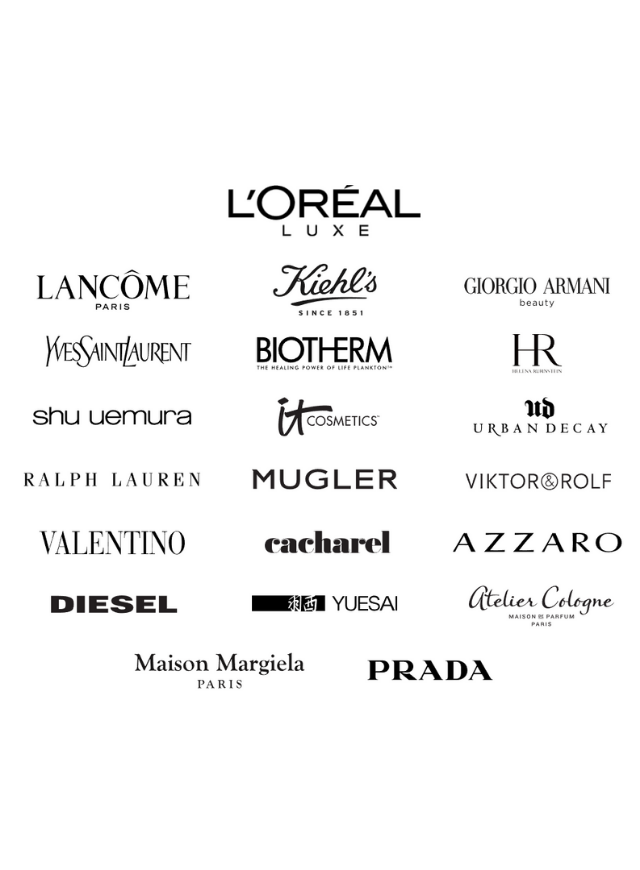 L'ORÉAL
LUXE
LANCÔME
PARIS
Kiehl's
SINCE 1851
GIORGIO ARMANI
beauty
YVESSAINTLAURENT
BIOTHERM
THE HEALING POWER OF LIFE PLANKTON™
HR
HELENA RUBINSTEIN
shu uemura
it COSMETICS
ud
URBAN DECAY
RALPH LAUREN
MUGLER
VIKTOR&ROLF
VALENTINO
cacharel
AZZARO
DIESEL
羽西 YUESAI
Atelier Cologne
MAISON DE PARFUM
PARIS
Maison Margiela
PARIS
PRADA